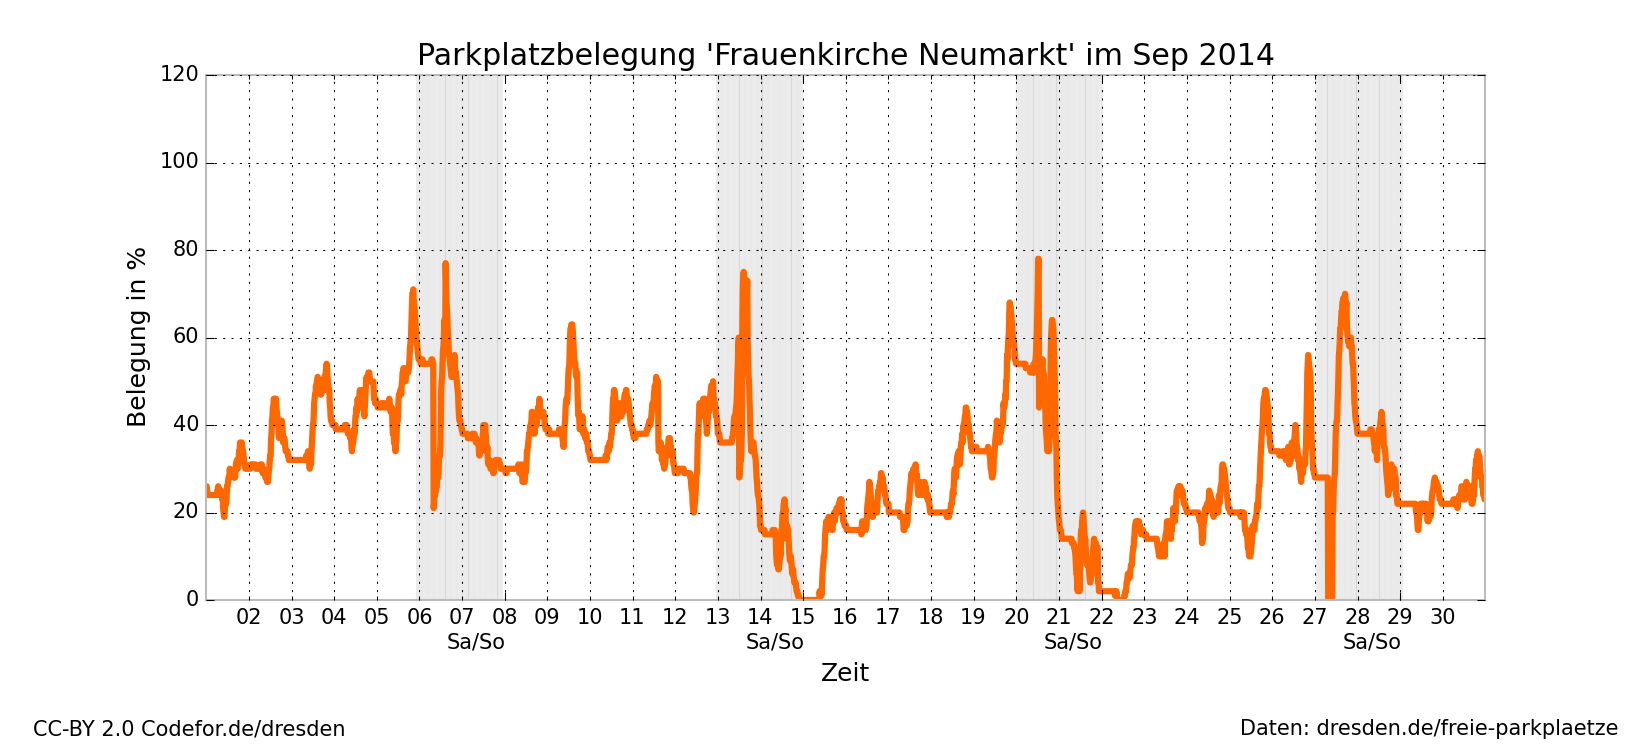 Parkplatzbelegung 'Frauenkirche Neumarkt' im Sep 2014
120
100
80
60
40
20
0
Belegung in %
02 03 04 05 06 07 08 09 10 11 12 13 14 15 16 17 18 19 20 21 22 23 24 25 26 27 28 29 30
Sa/So Sa/So Sa/So Sa/So
Zeit
CC-BY 2.0 Codefor.de/dresden
Daten: dresden.de/freie-parkplaetze